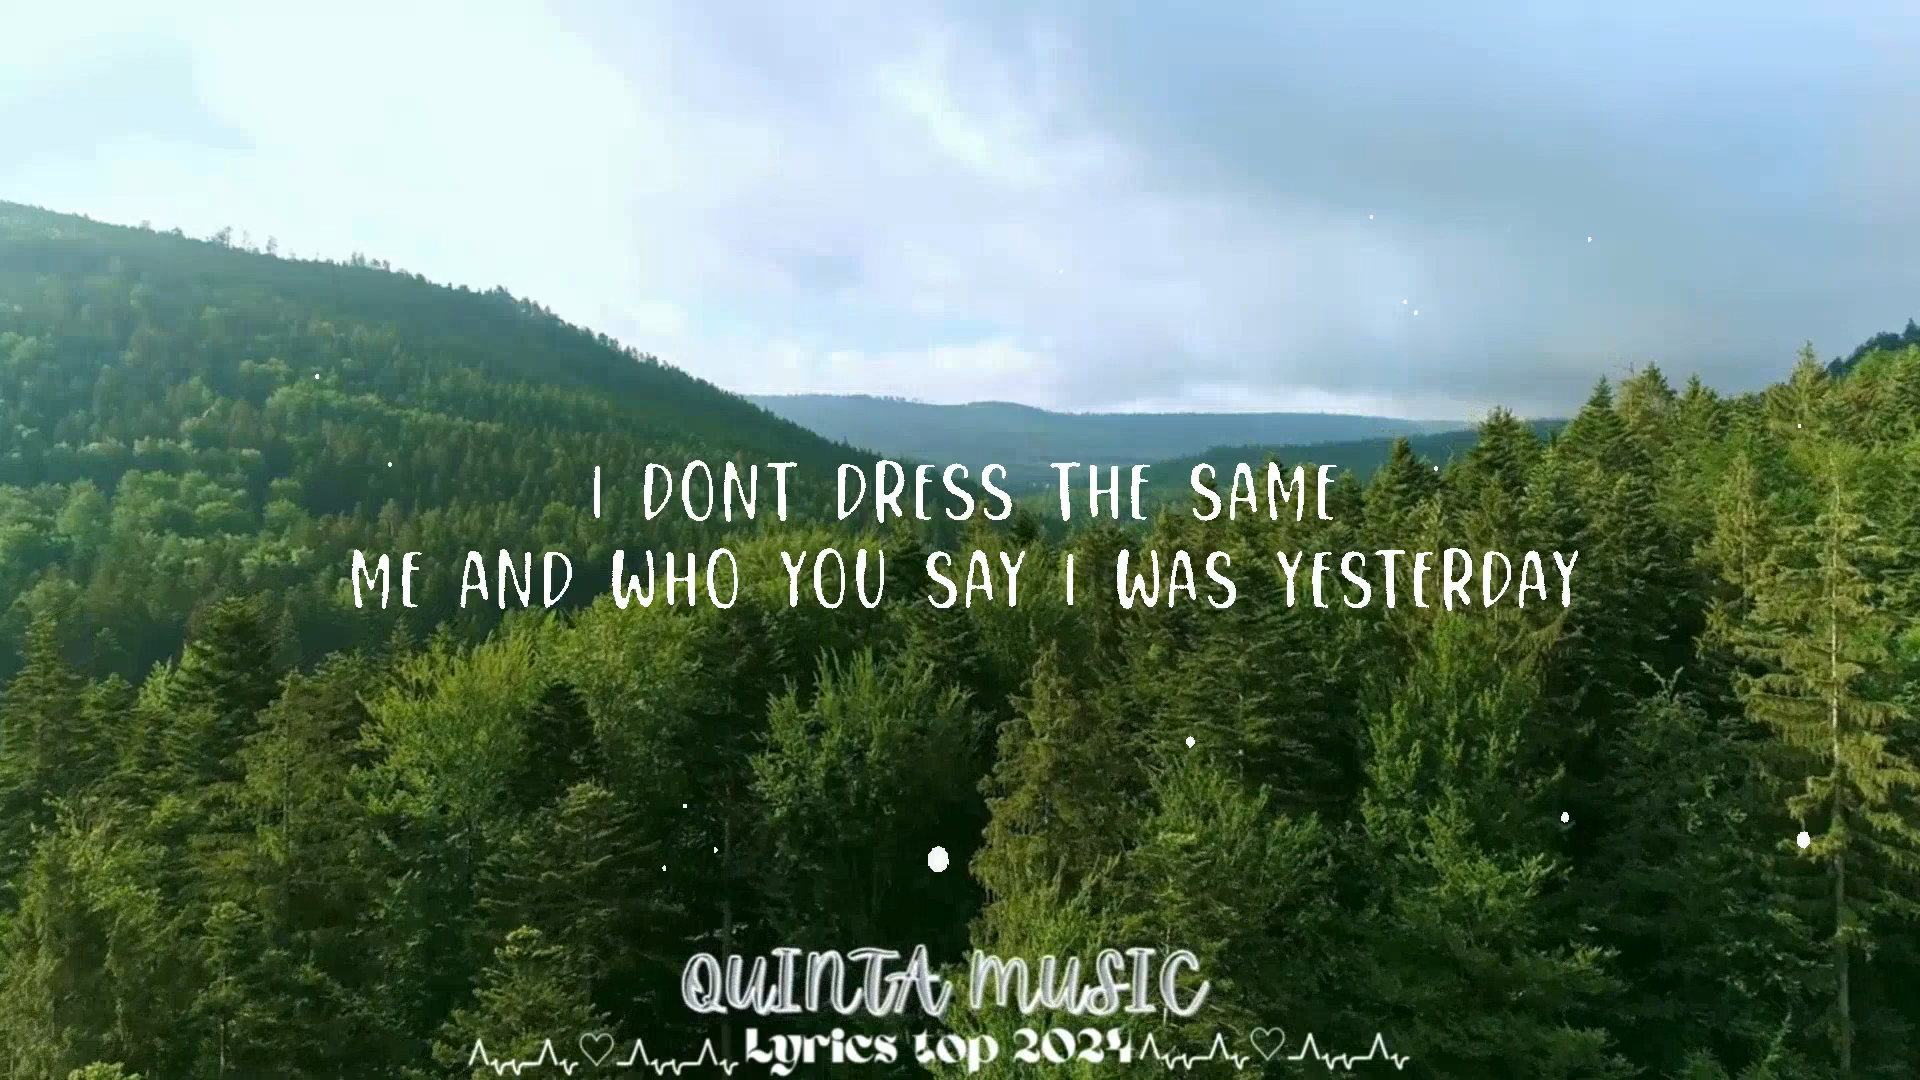 I DONT DRESS THE SAME
ME AND WHO YOU SAY I WAS YESTERDAY
QUINTA MUSIC
Lyrics top 2024